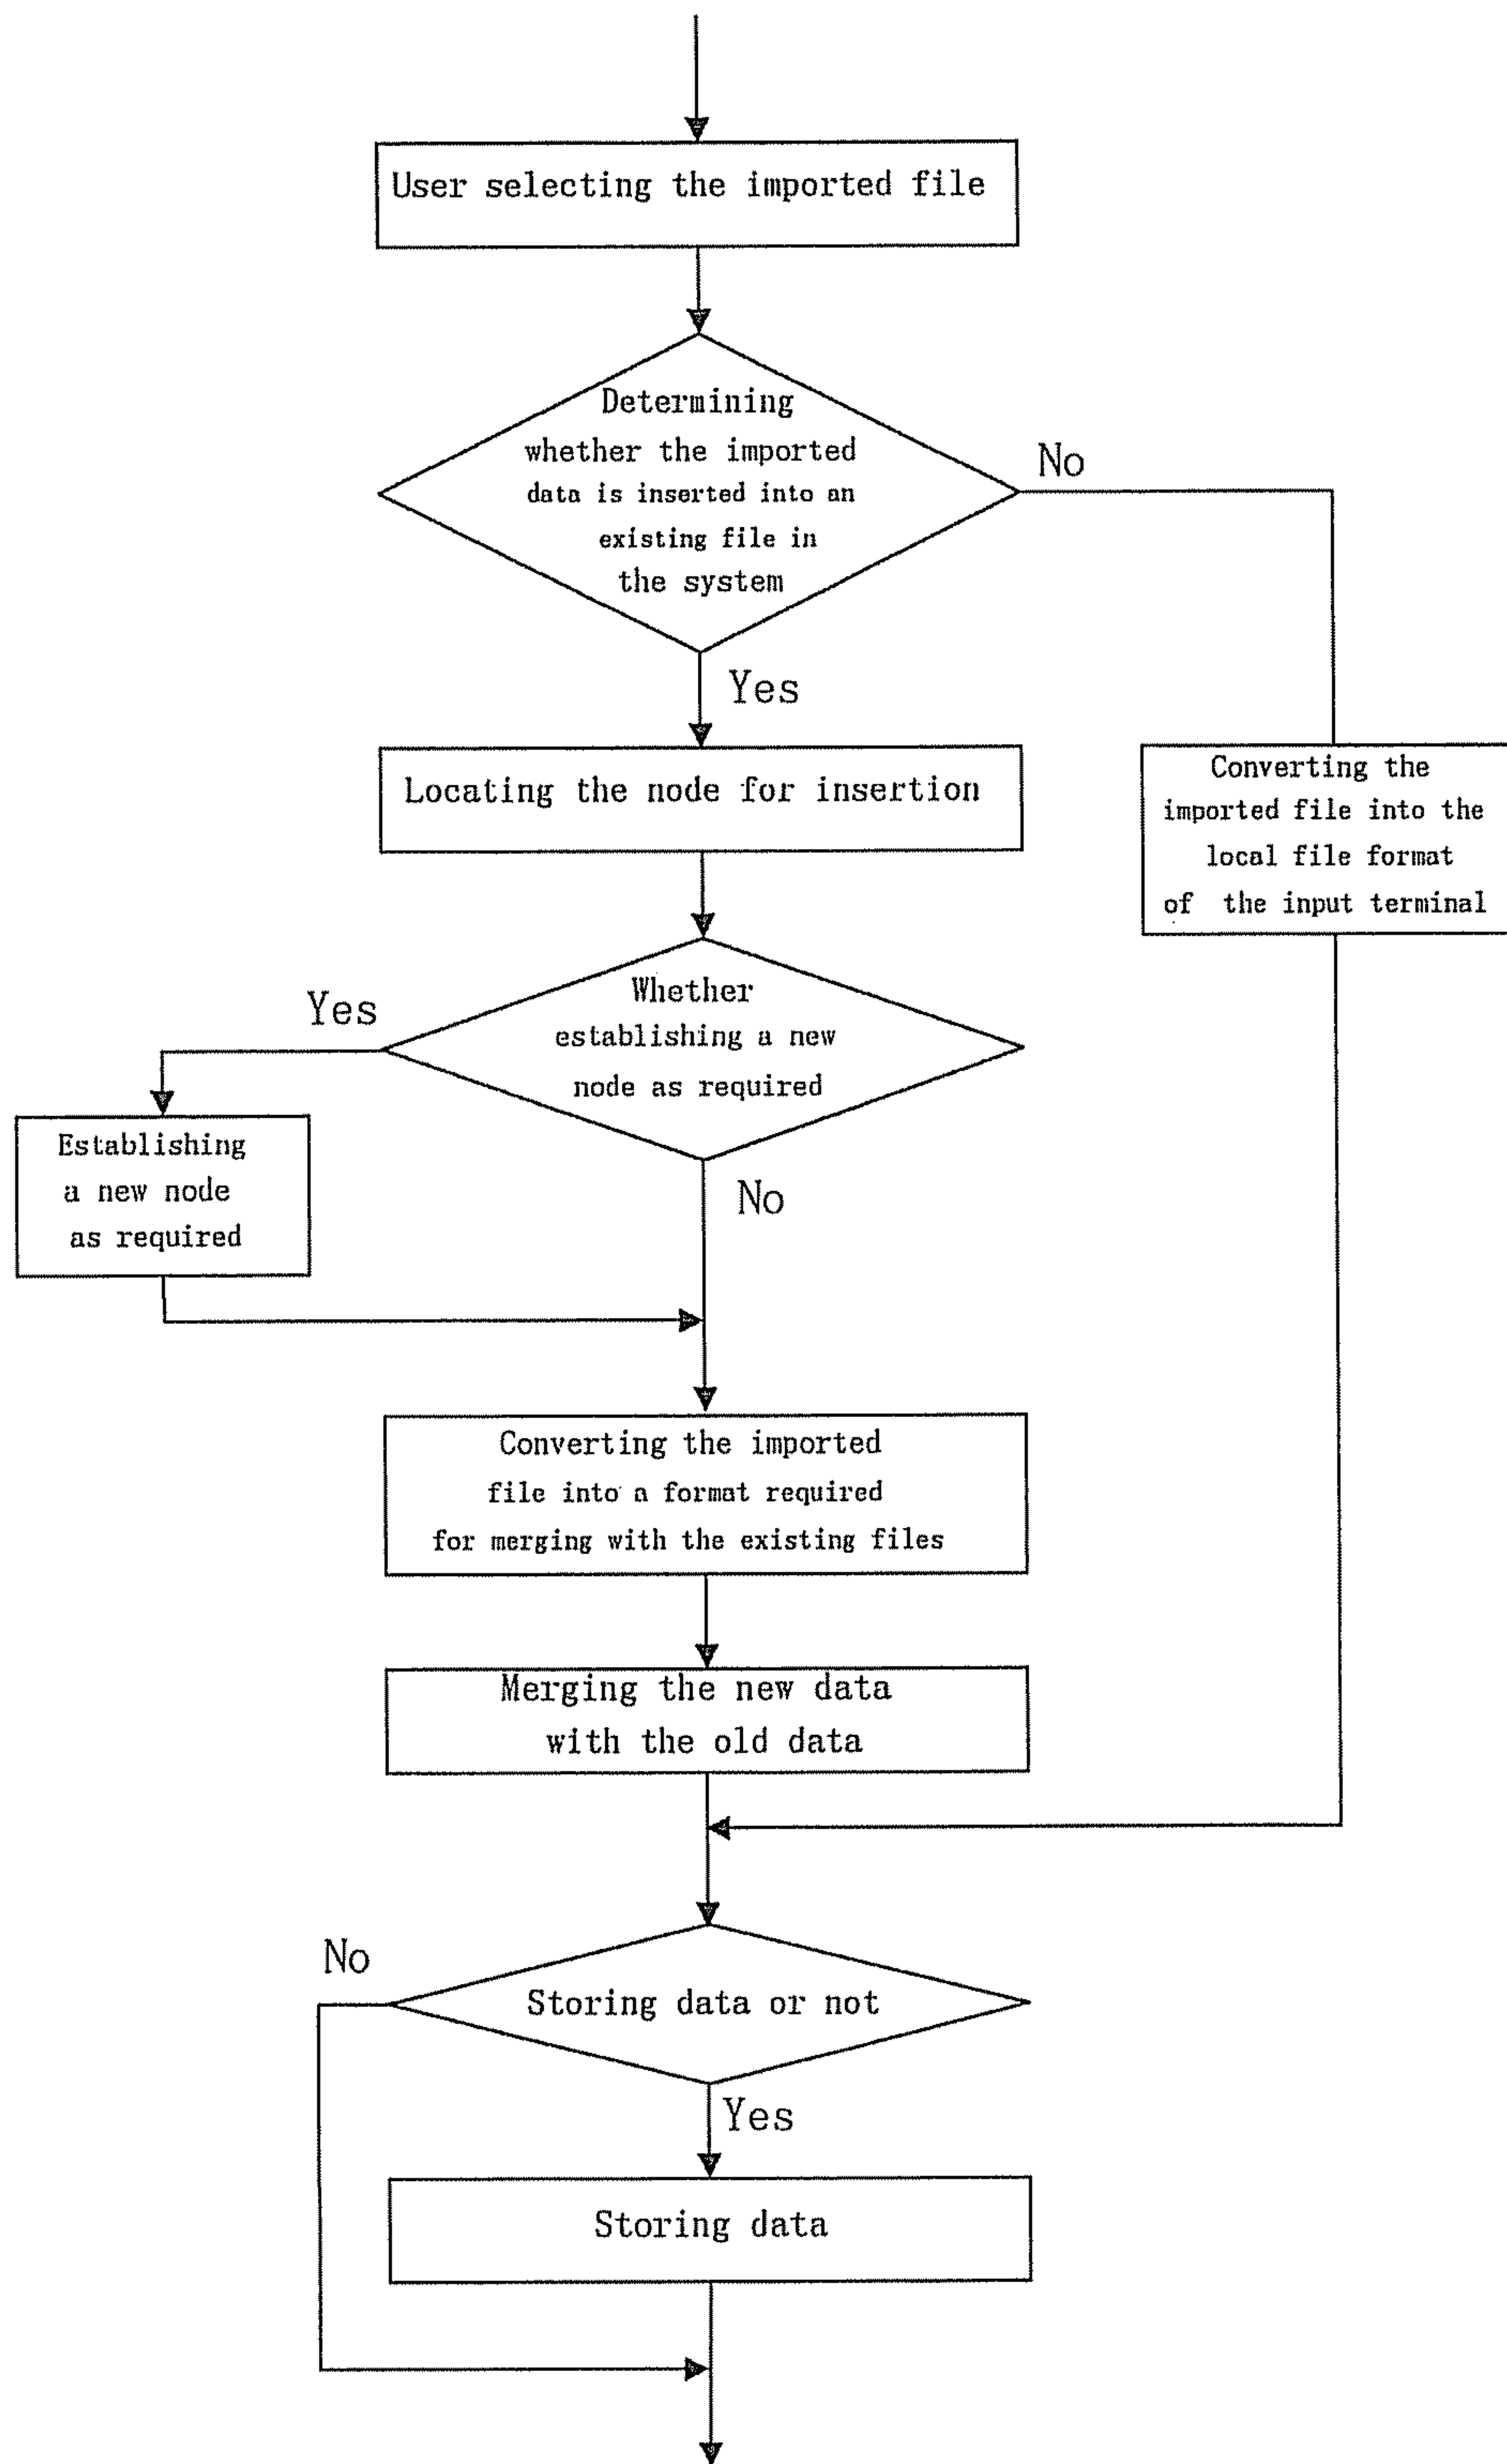 User selecting the imported file
Determining
whether the imported
data is inserted into an
existing file in
the system
No
Yes
Locating the node for insertion
Converting the
imported file into the
local file format
of the input terminal
Whether
establishing a new
node as required
Yes
No
Establishing
a new node
as required
Converting the imported
file into a format required
for merging with the existing files
Merging the new data
with the old data
Storing data or not
No
Yes
Storing data